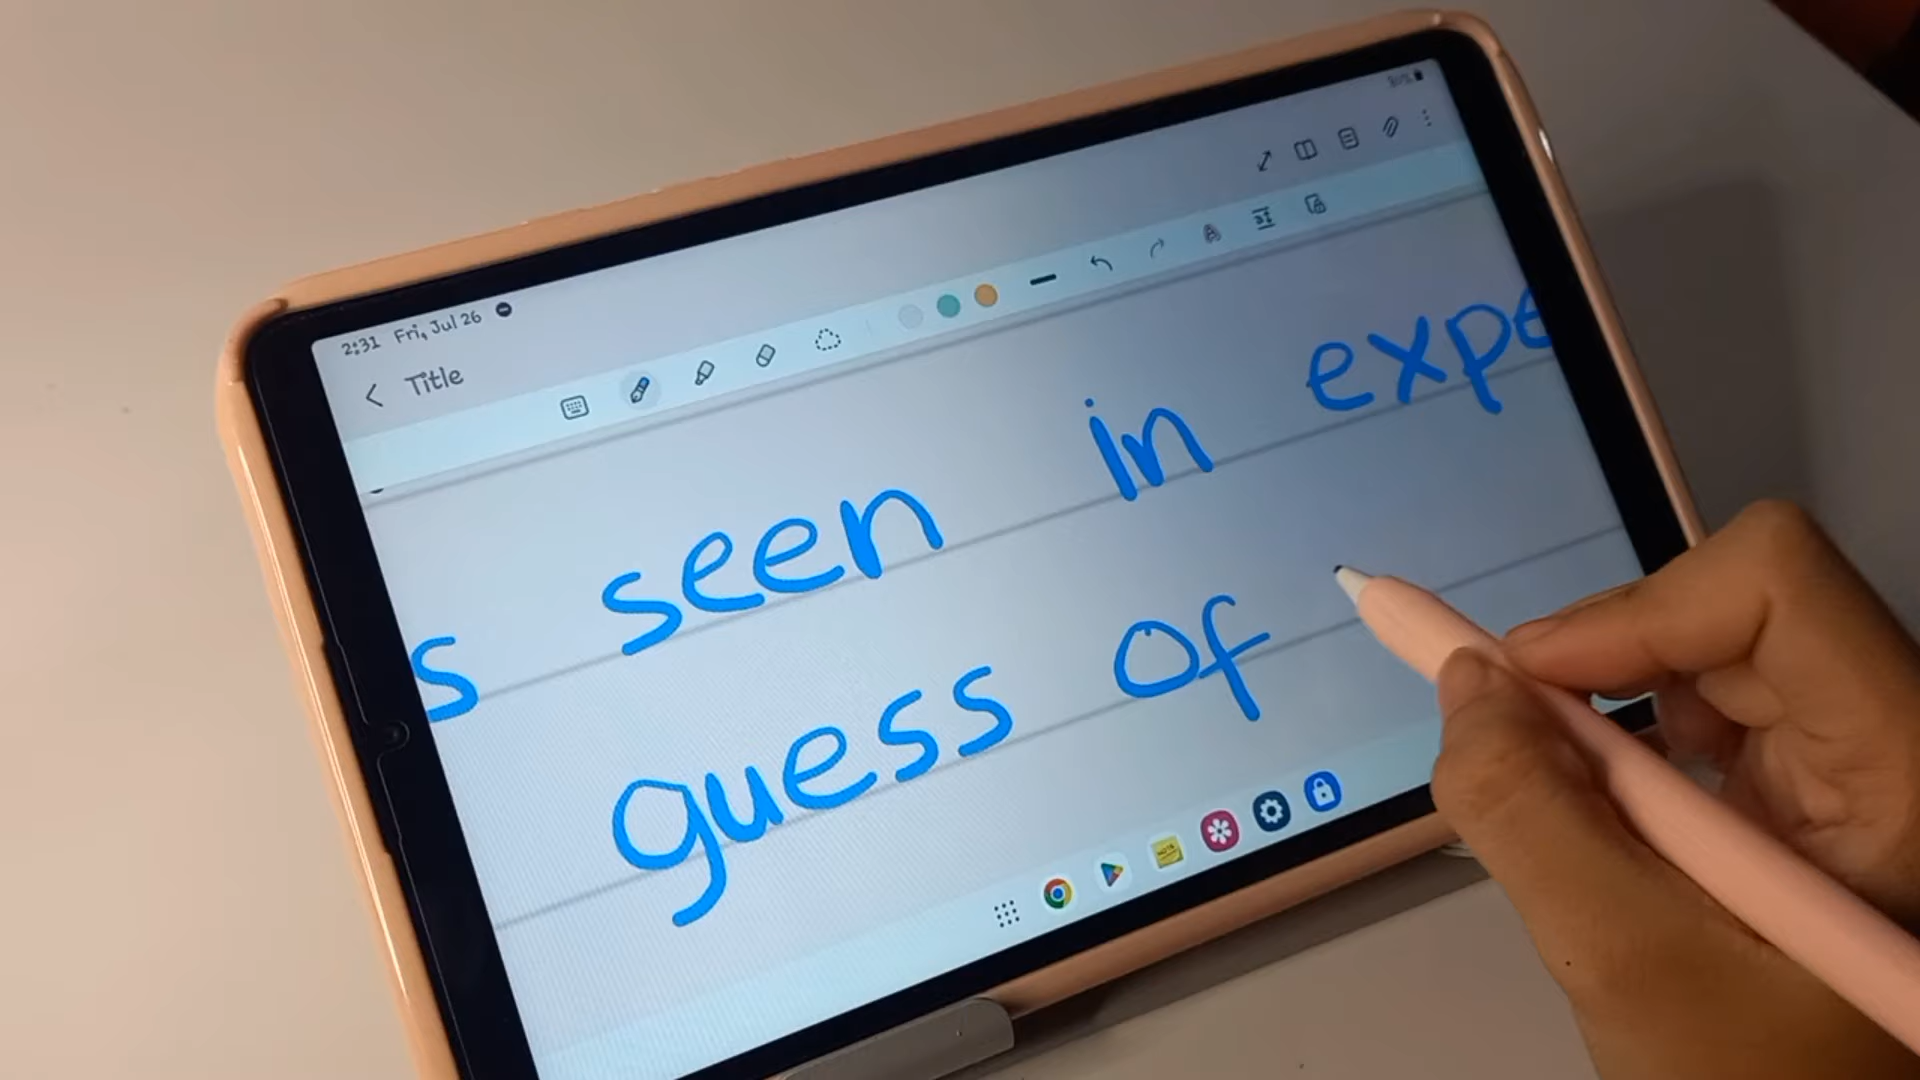 2:31 Fri, Jul 26
Title
s seen in expe
guess of